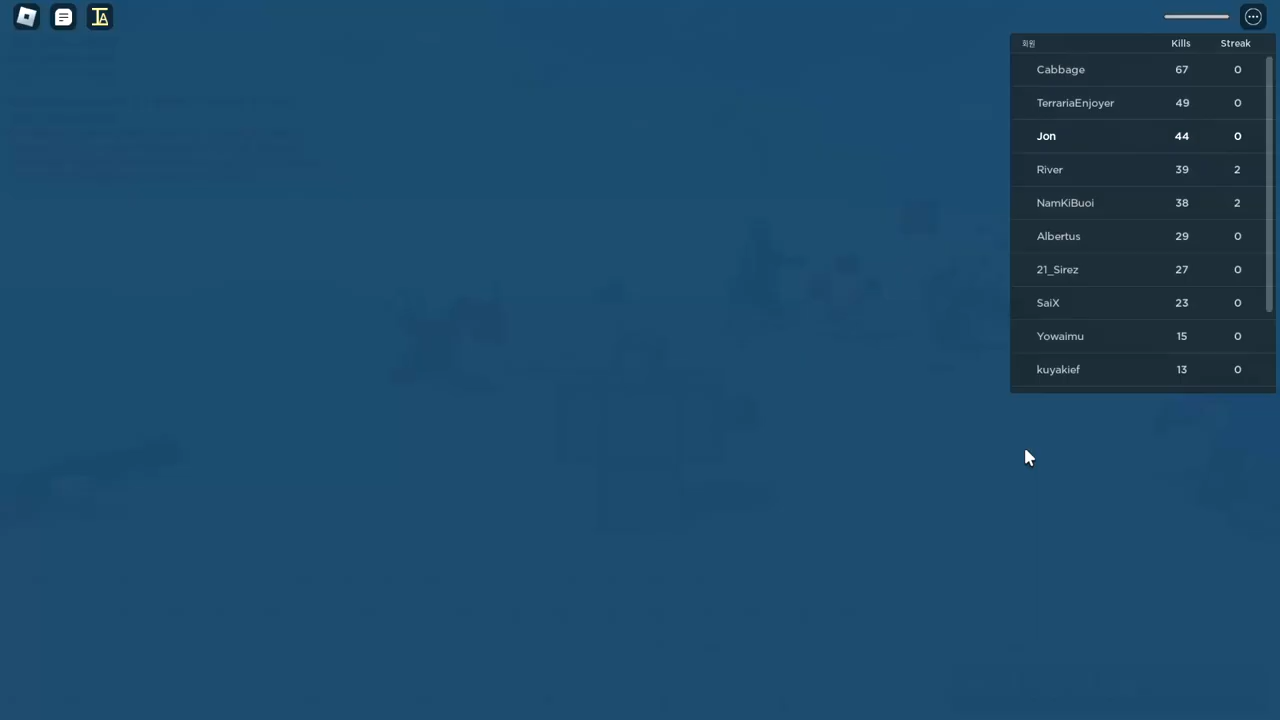 TA
회원 Kills Streak
Cabbage 67 0
TerrariaEnjoyer 49 0
Jon 44 0
River 39 2
NamKiBuoi 38 2
Albertus 29 0
21_Sirez 27 0
SaiX 23 0
Yowaimu 15 0
kuyakief 13 0